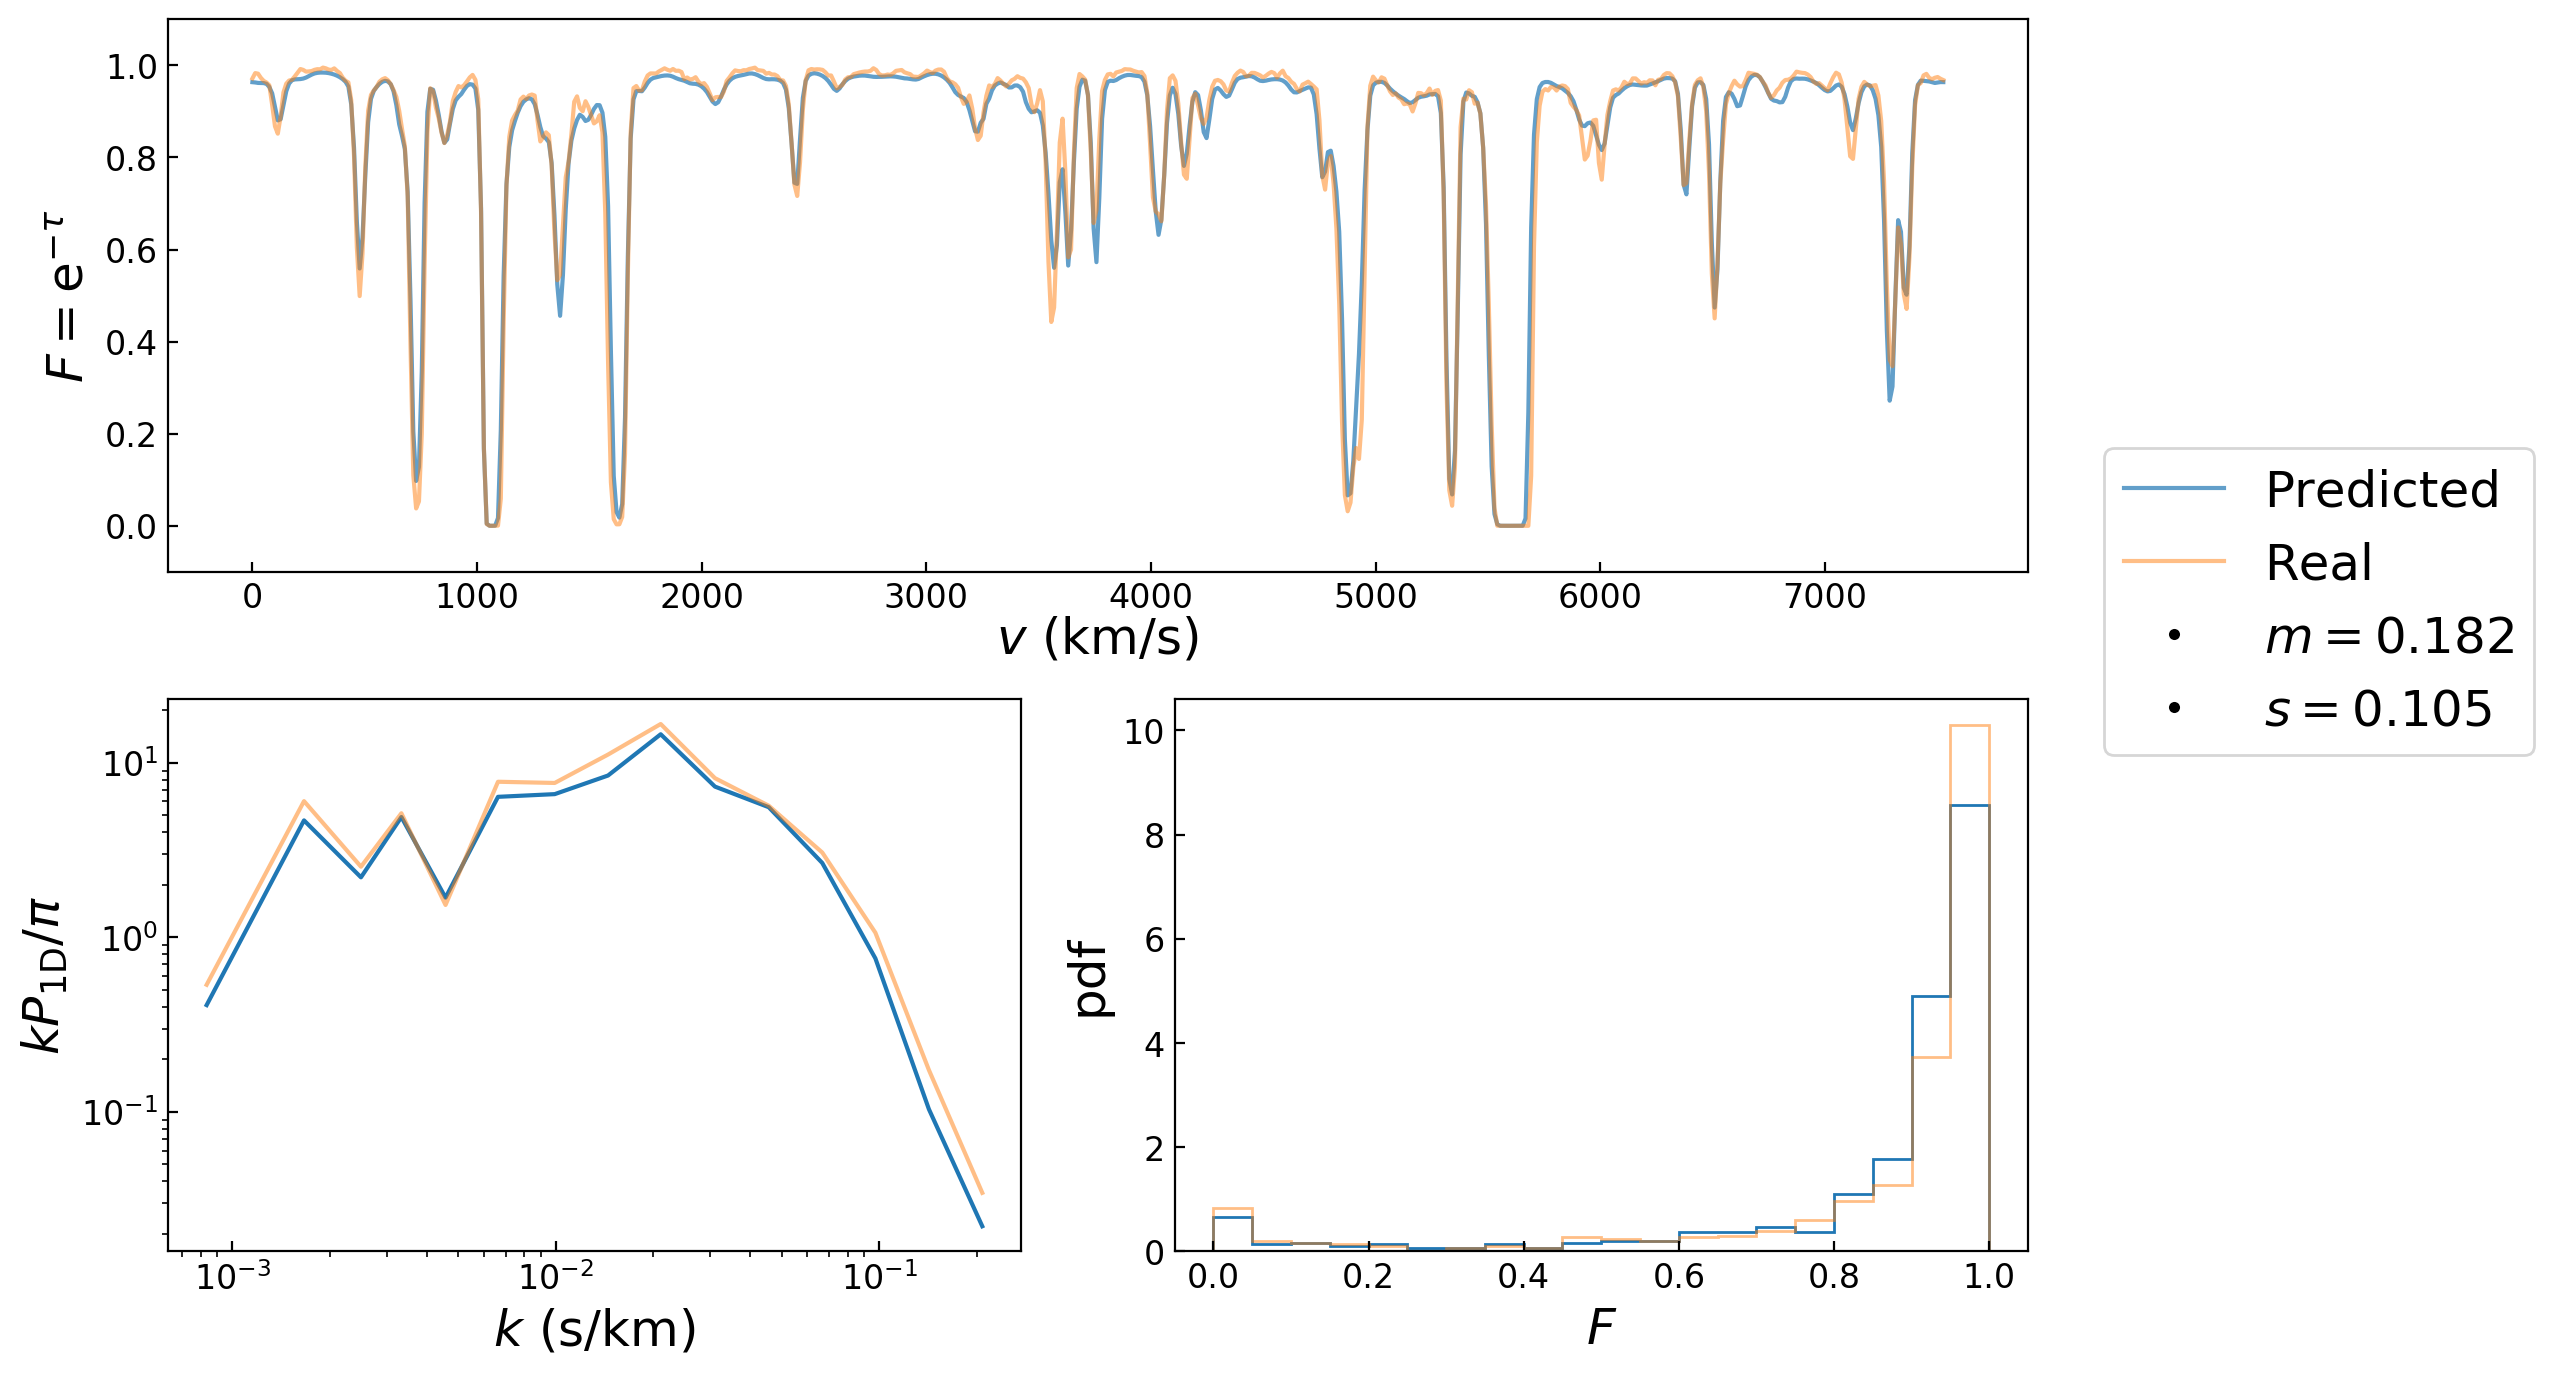 1.0
0.8
0.6
0.4
0.2
0.0
F = e^{−τ}
0 1000 2000 3000 4000 5000 6000 7000
v (km/s)
Predicted
Real
m = 0.182
s = 0.105
10^1
10^0
10^{−1}
kP_{1D}/π
10^{−3} 10^{−2} 10^{−1}
k (s/km)
10
8
6
4
2
0
pdf
0.0 0.2 0.4 0.6 0.8 1.0
F